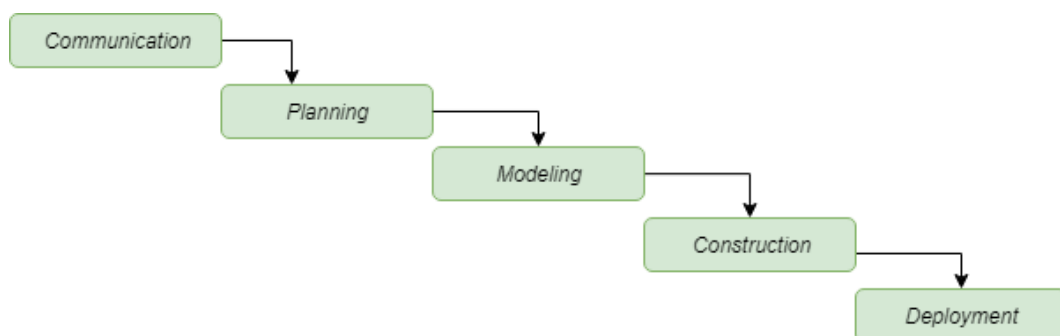 Communication
Planning
Modeling
Construction
Deployment